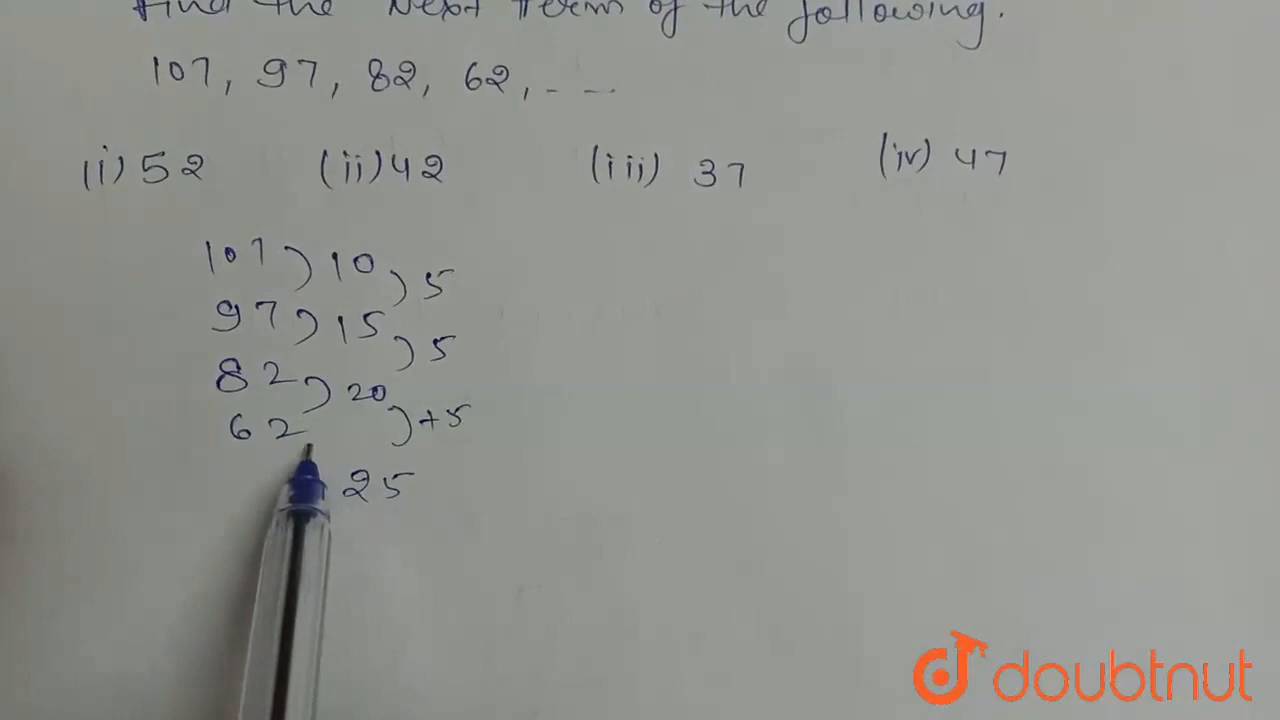 Find the Next Term of the following.
107, 97, 82, 62, - —
(i) 52 (ii) 42 (iii) 37 (iv) 47
107 ) 10 ) 5
97 ) 15 ) 5
82 ) 20 ) +5
62
25
doubtnut